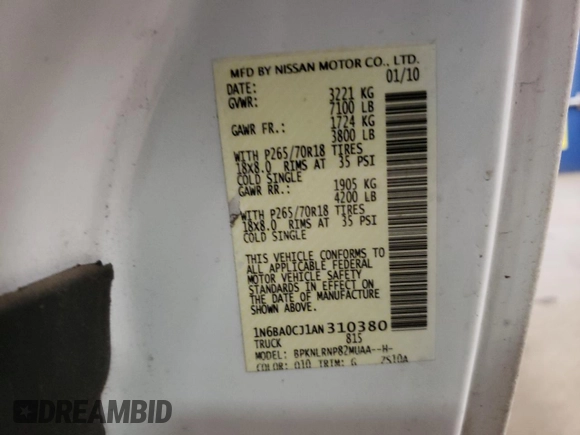 MFD BY NISSAN MOTOR CO., LTD.
DATE: 01/10
GVWR: 3221 KG
7100 LB
GAWR FR.: 1724 KG
3800 LB
WITH P265/70R18 TIRES
18x8.0 RIMS AT 35 PSI
COLD SINGLE
GAWR RR.: 1905 KG
4200 LB
WITH P265/70R18 TIRES
18x8.0 RIMS AT 35 PSI
COLD SINGLE
THIS VEHICLE CONFORMS TO
ALL APPLICABLE FEDERAL
MOTOR VEHICLE SAFETY
STANDARDS IN EFFECT ON
THE DATE OF MANUFACTURE
SHOWN ABOVE.
1N6BA0CJ1AN310380
TRUCK 815
MODEL: BPKNLRNP82MUAA--H-
COLOR: Q10 TRIM: G 2S10A
DREAMBID